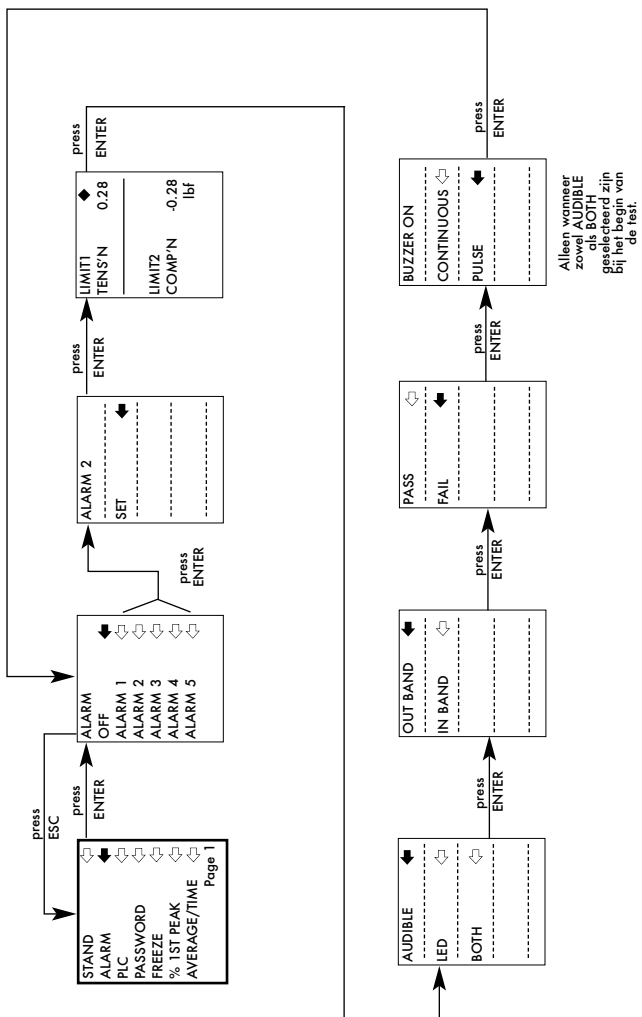 STAND
ALARM
PLC
PASSWORD
FREEZE
% 1ST PEAK
AVERAGE/TIME
Page 1
press
ESC
press
ENTER
ALARM
OFF
ALARM 1
ALARM 2
ALARM 3
ALARM 4
ALARM 5
press
ENTER
ALARM 2
SET
press
ENTER
LIMIT1
TENS'N 0.28
LIMIT2
COMP'N -0.28
lbf
press
ENTER
AUDIBLE
LED
BOTH
press
ENTER
OUT BAND
IN BAND
press
ENTER
PASS
FAIL
press
ENTER
BUZZER ON
CONTINUOUS
PULSE
press
ENTER
Alleen wanneer
zowel AUDIBLE
als BOTH
geselecteerd zijn
bij het begin van
de test.